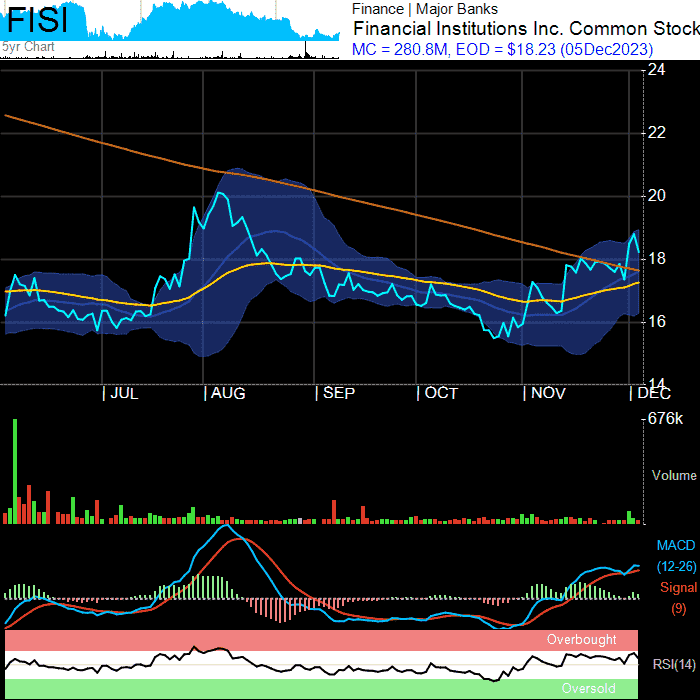 FISI
5yr Chart
Finance | Major Banks
Financial Institutions Inc. Common Stock
MC = 280.8M, EOD = $18.23 (05Dec2023)
24
22
20
18
16
14
| JUL | AUG | SEP | OCT | NOV | DEC
676k
Volume
MACD
(12-26)
Signal
(9)
Overbought
RSI(14)
Oversold